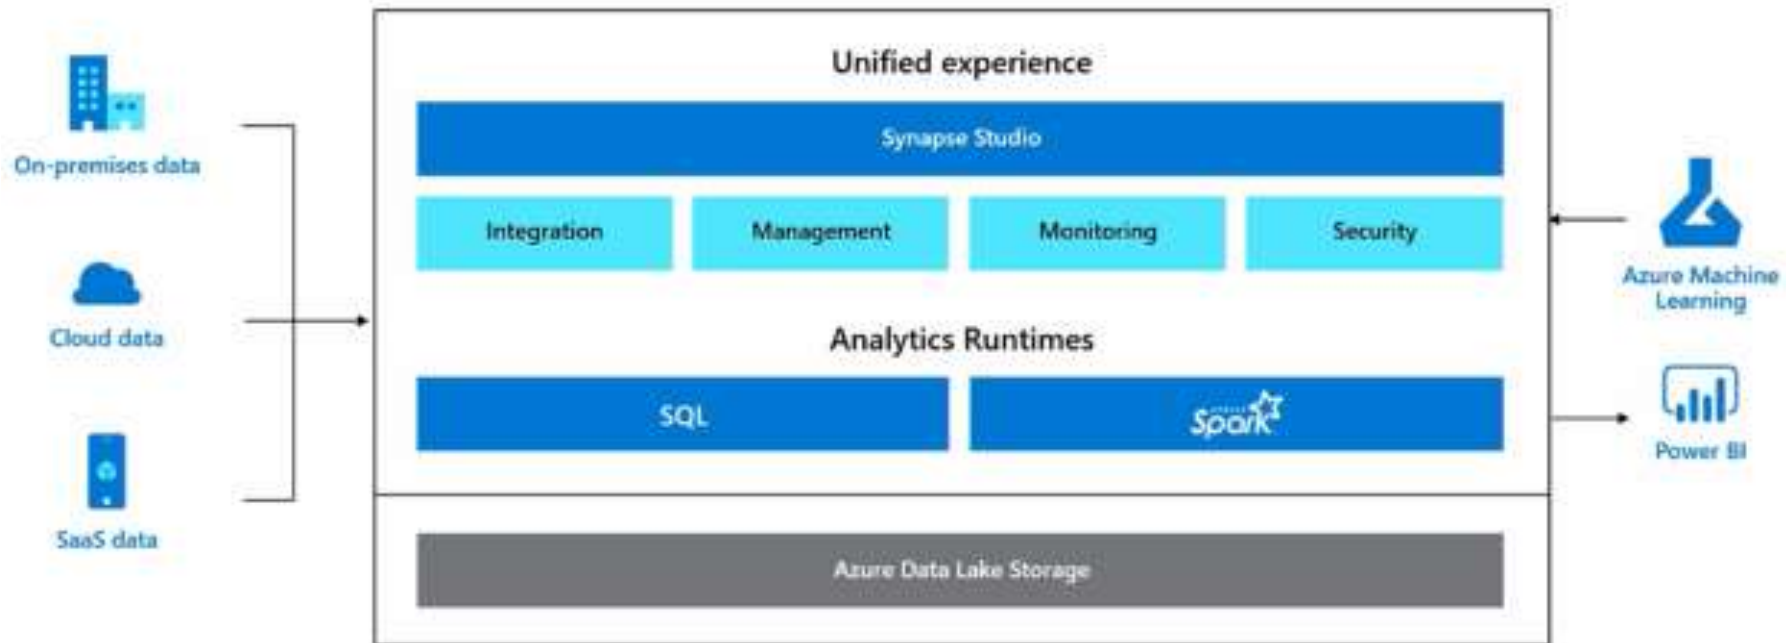 Unified experience
Synapse Studio
On-premises data
Integration
Management
Monitoring
Security
Azure Machine
Learning
Cloud data
Analytics Runtimes
SQL
Spark
Power BI
SaaS data
Azure Data Lake Storage